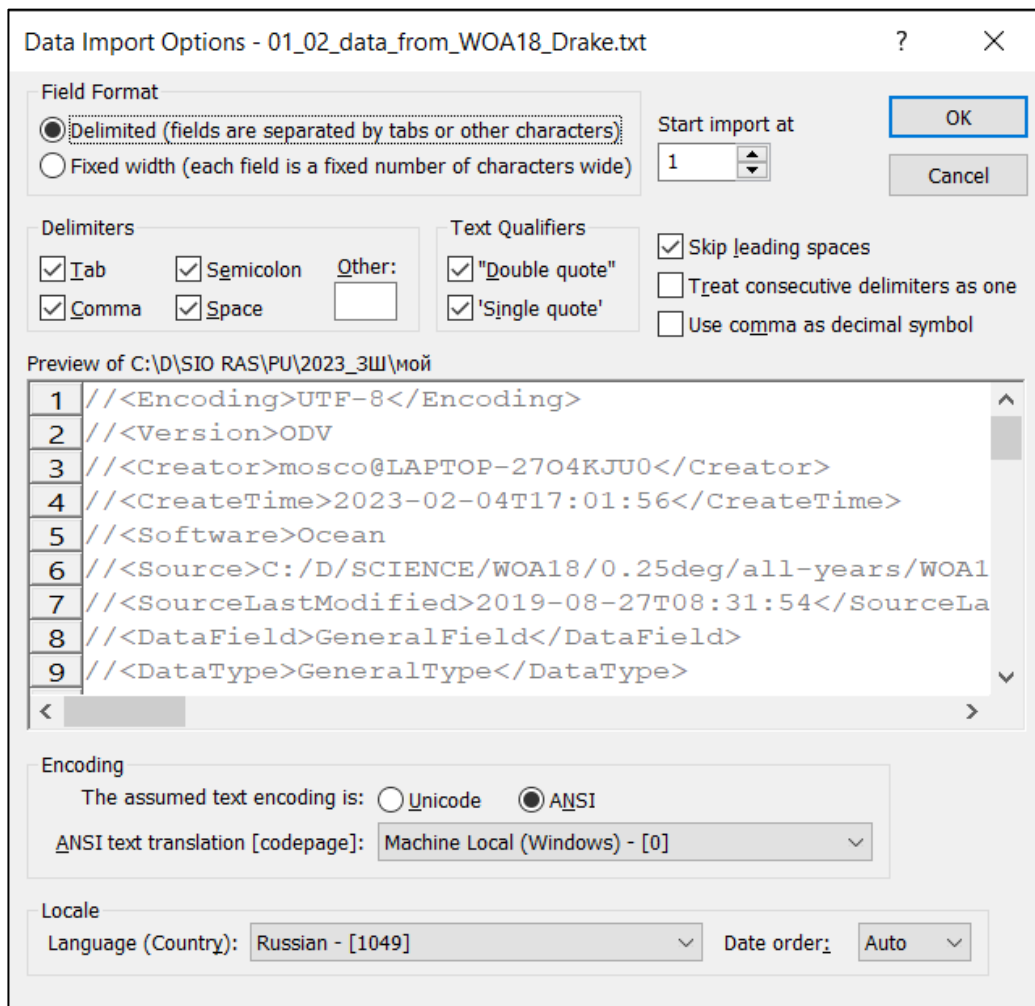 Data Import Options - 01_02_data_from_WOA18_Drake.txt ? ×
Field Format
Delimited (fields are separated by tabs or other characters)
Fixed width (each field is a fixed number of characters wide)
Start import at
1
OK
Cancel
Delimiters
Tab
Semicolon
Other:
Comma
Space
Text Qualifiers
"Double quote"
'Single quote'
Skip leading spaces
Treat consecutive delimiters as one
Use comma as decimal symbol
Preview of C:\D\SIO RAS\PU\2023_ЗШ\мой
1 //<Encoding>UTF-8</Encoding>
2 //<Version>ODV
3 //<Creator>mosco@LAPTOP-27O4KJU0</Creator>
4 //<CreateTime>2023-02-04T17:01:56</CreateTime>
5 //<Software>Ocean
6 //<Source>C:/D/SCIENCE/WOA18/0.25deg/all-years/WOA1
7 //<SourceLastModified>2019-08-27T08:31:54</SourceLa
8 //<DataField>GeneralField</DataField>
9 //<DataType>GeneralType</DataType>
Encoding
The assumed text encoding is: Unicode ANSI
ANSI text translation [codepage]: Machine Local (Windows) - [0]
Locale
Language (Country): Russian - [1049] Date order: Auto